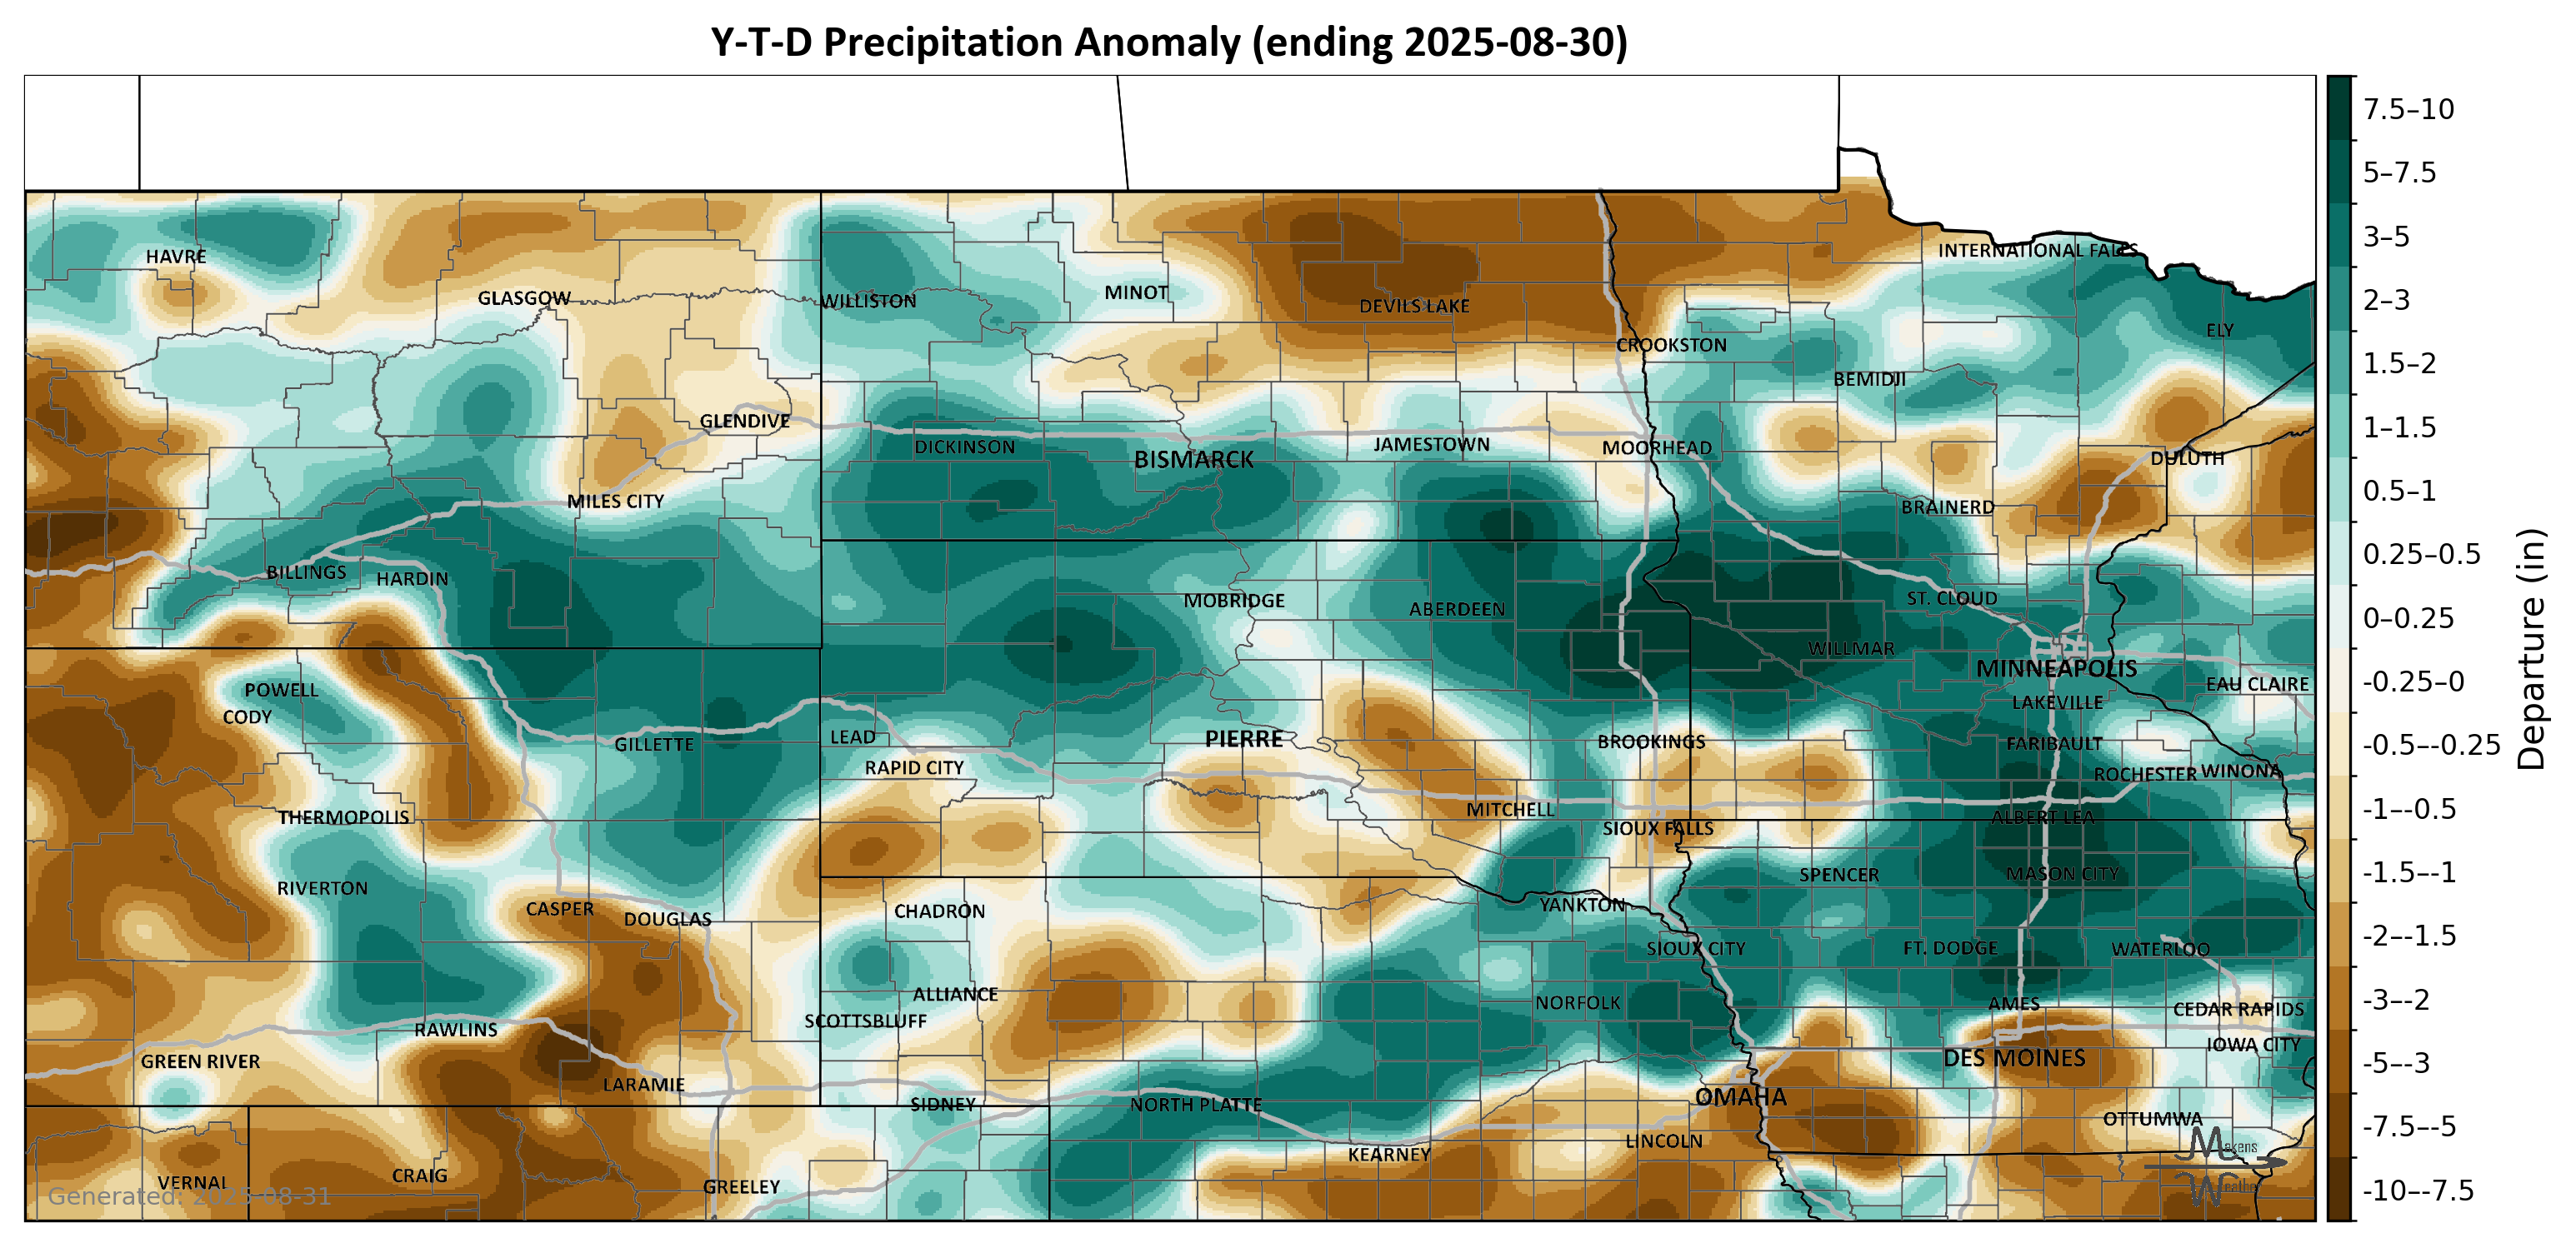 Y-T-D Precipitation Anomaly (ending 2025-08-30)
7.5–10
5–7.5
3–5
2–3
1.5–2
1–1.5
0.5–1
0.25–0.5
0–0.25
-0.25–0
-0.5–-0.25
-1–-0.5
-1.5–-1
-2–-1.5
-3–-2
-5–-3
-7.5–-5
-10–-7.5
Departure (in)
HAVRE
INTERNATIONAL FALLS
GLASGOW
WILLISTON
MINOT
DEVILS LAKE
ELY
CROOKSTON
BEMIDJI
GLENDIVE
DICKINSON
BISMARCK
JAMESTOWN
MOORHEAD
DULUTH
MILES CITY
BRAINERD
BILLINGS
HARDIN
MOBRIDGE
ABERDEEN
ST. CLOUD
WILLMAR
MINNEAPOLIS
POWELL
EAU CLAIRE
CODY
LAKEVILLE
GILLETTE
LEAD
PIERRE
BROOKINGS
FARIBAULT
RAPID CITY
ROCHESTER
WINONA
THERMOPOLIS
MITCHELL
ALBERT LEA
SIOUX FALLS
RIVERTON
SPENCER
MASON CITY
CASPER
DOUGLAS
CHADRON
YANKTON
SIOUX CITY
FT. DODGE
WATERLOO
ALLIANCE
NORFOLK
AMES
CEDAR RAPIDS
SCOTTSBLUFF
RAWLINS
IOWA CITY
GREEN RIVER
DES MOINES
LARAMIE
SIDNEY
NORTH PLATTE
OMAHA
OTTUMWA
LINCOLN
KEARNEY
CRAIG
VERNAL
GREELEY
Generated: 2025-08-31
Makens
Weather